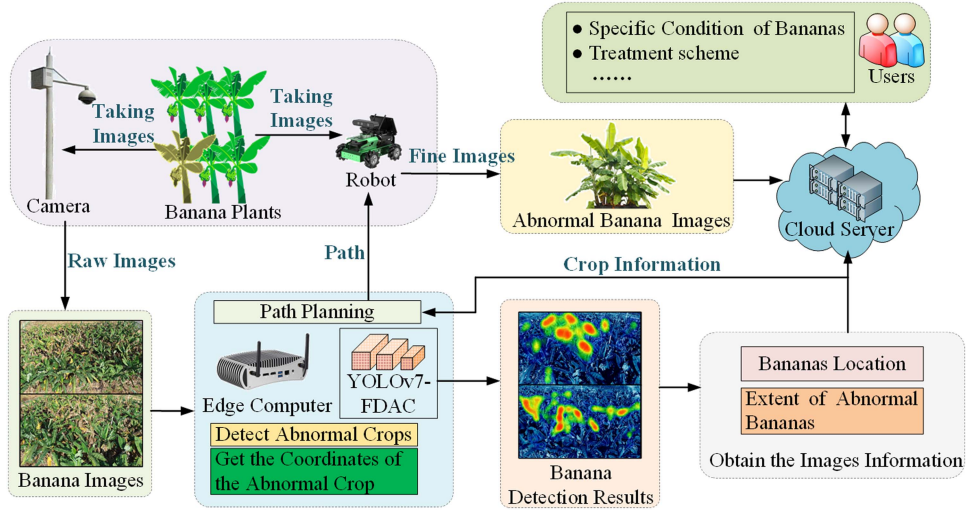 ● Specific Condition of Bananas
● Treatment scheme
……
Users
Taking
Images
Taking
Images
Camera
Banana Plants
Robot
Fine Images
Abnormal Banana Images
Cloud Server
Raw Images
Path
Crop Information
Path Planning
Edge Computer
YOLOv7-
FDAC
Detect Abnormal Crops
Get the Coordinates of
the Abnormal Crop
Banana Images
Banana
Detection Results
Bananas Location
Extent of Abnormal
Bananas
Obtain the Images Information